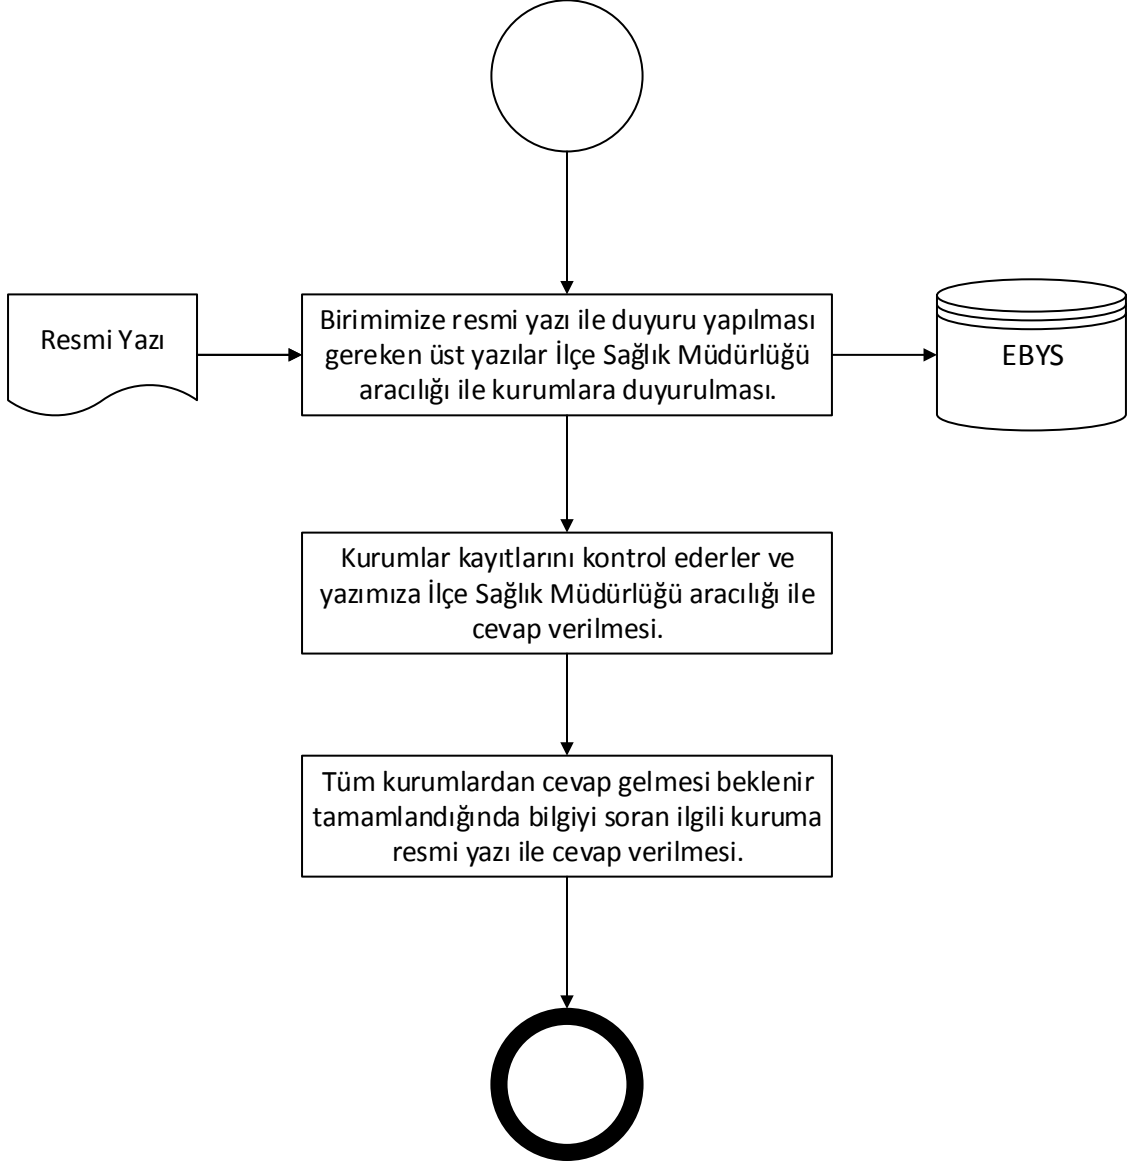 Resmi Yazı
Birimimize resmi yazı ile duyuru yapılması
gereken üst yazılar İlçe Sağlık Müdürlüğü
aracılığı ile kurumlara duyurulması.
EBYS
Kurumlar kayıtlarını kontrol ederler ve
yazımıza İlçe Sağlık Müdürlüğü aracılığı ile
cevap verilmesi.
Tüm kurumlardan cevap gelmesi beklenir
tamamlandığında bilgiyi soran ilgili kuruma
resmi yazı ile cevap verilmesi.